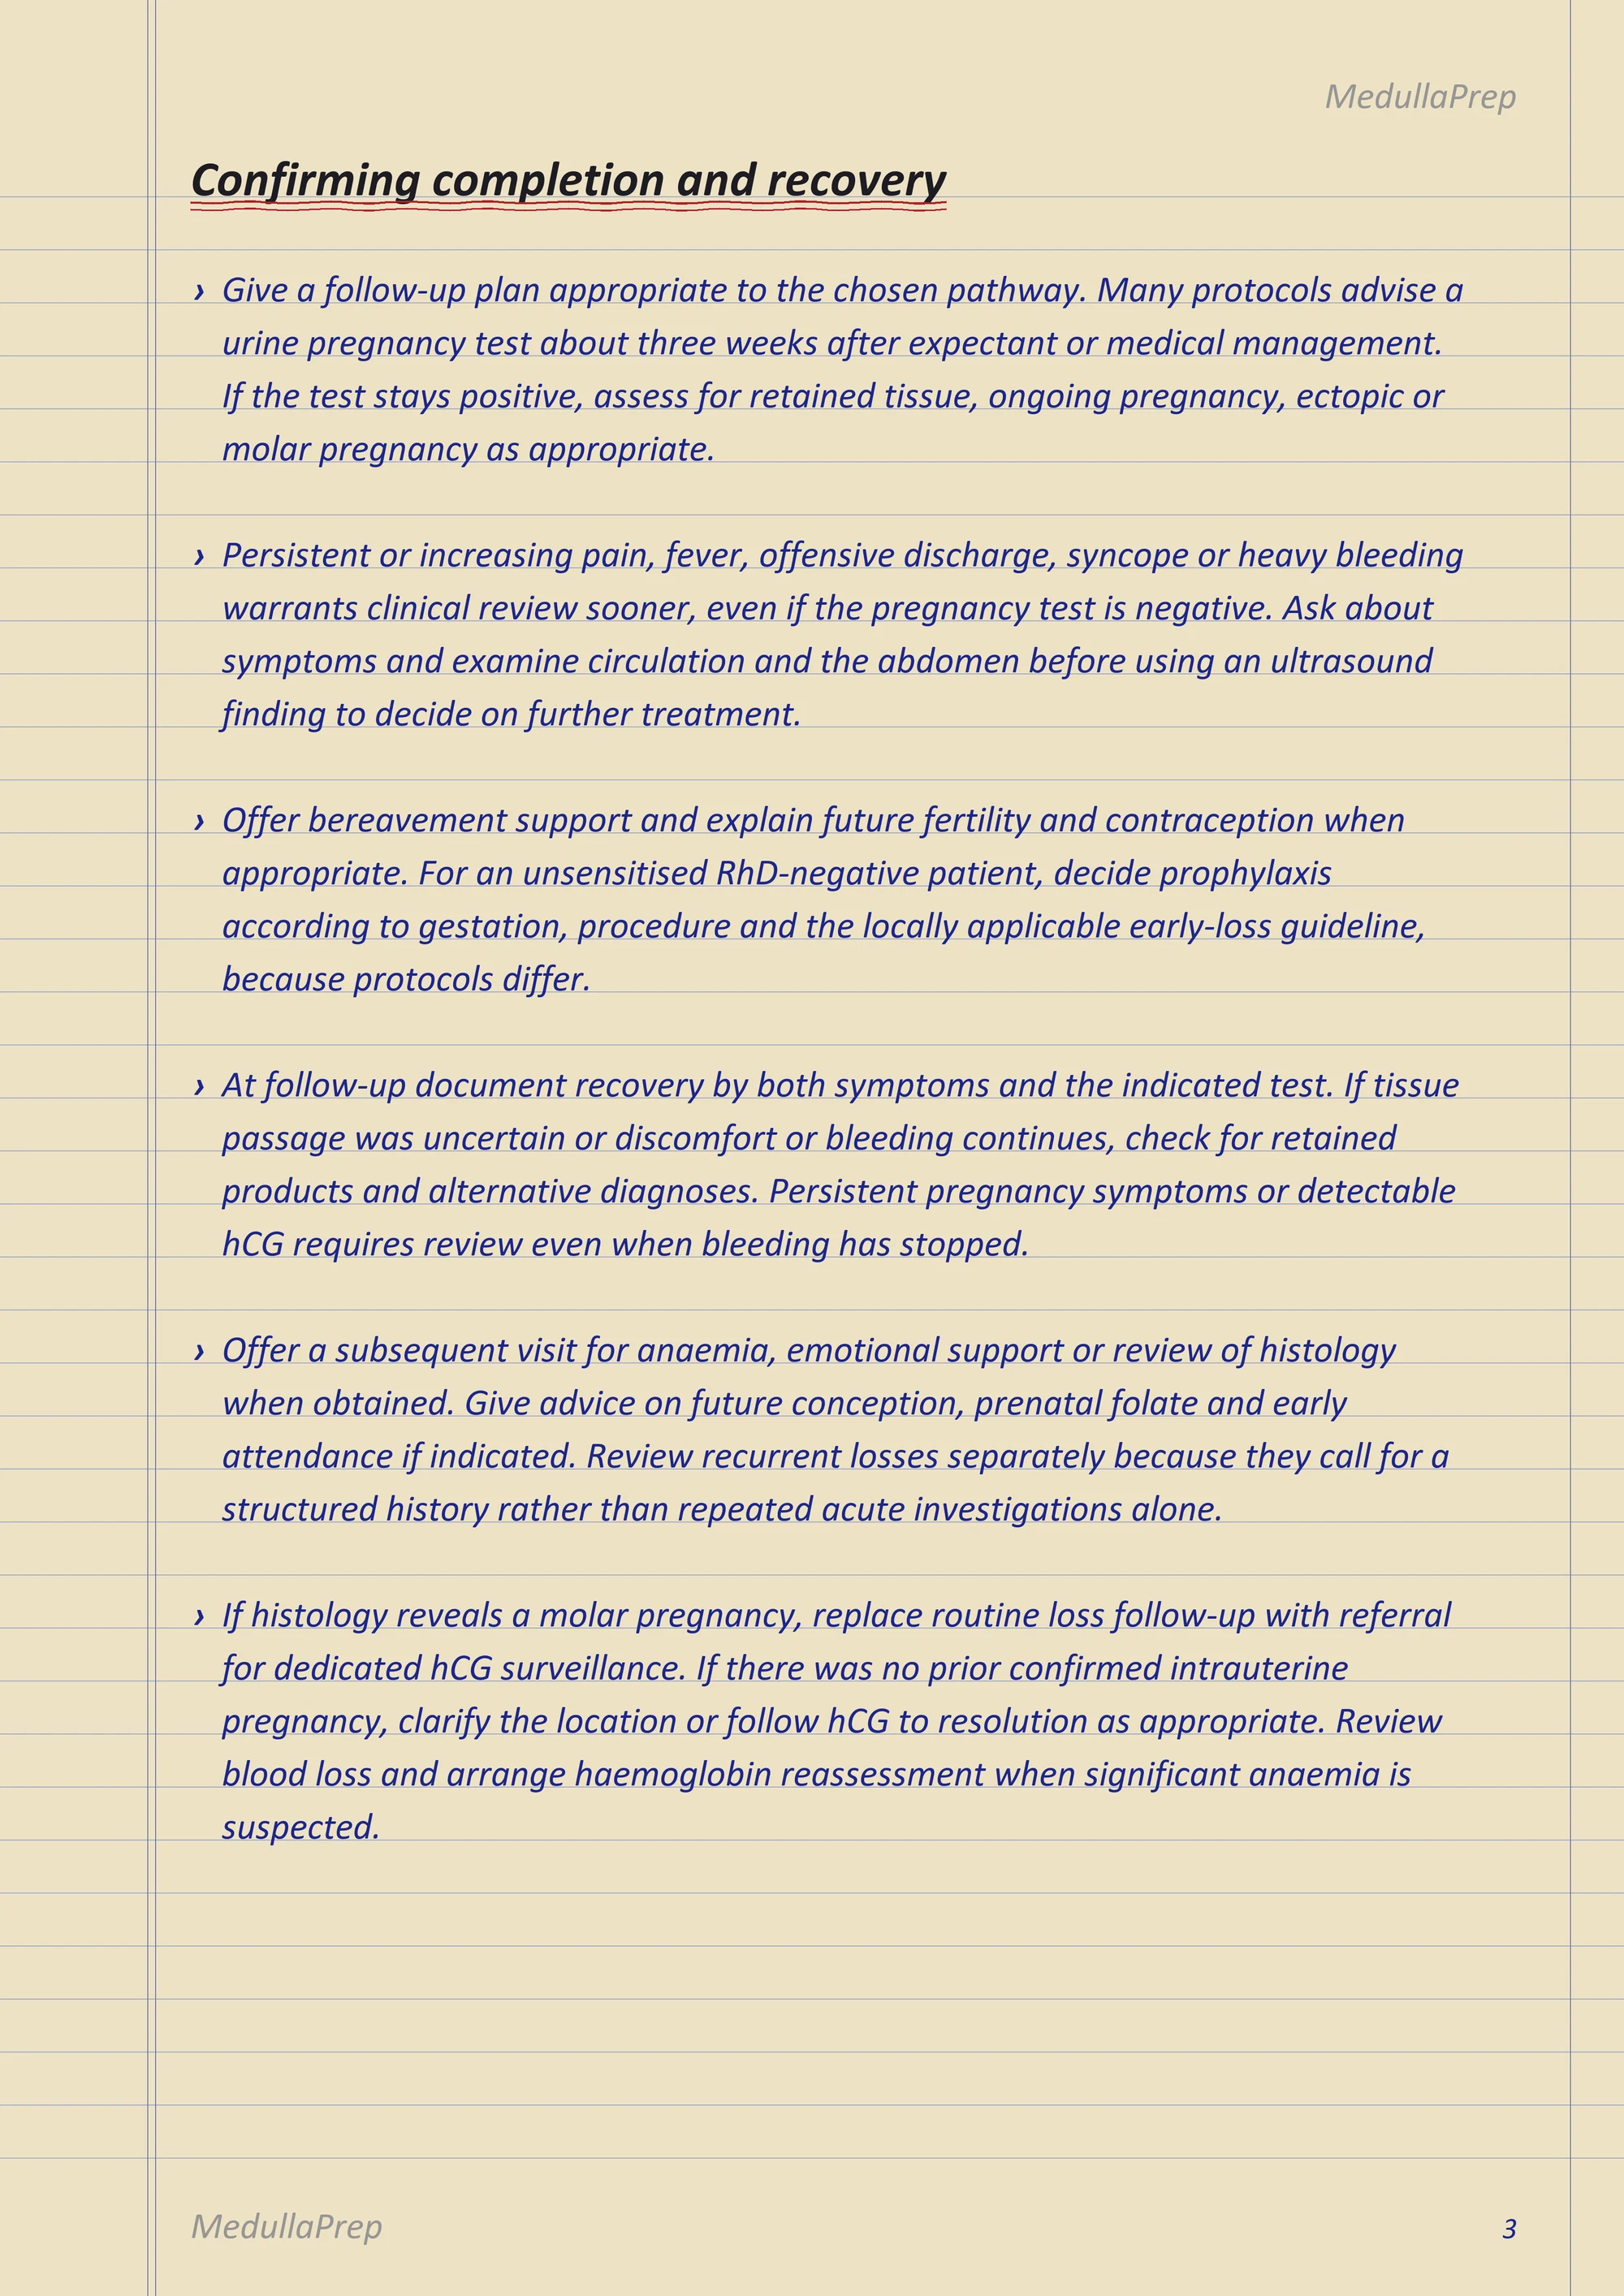 MedullaPrep
Confirming completion and recovery
› Give a follow-up plan appropriate to the chosen pathway. Many protocols advise a
urine pregnancy test about three weeks after expectant or medical management.
If the test stays positive, assess for retained tissue, ongoing pregnancy, ectopic or
molar pregnancy as appropriate.
› Persistent or increasing pain, fever, offensive discharge, syncope or heavy bleeding
warrants clinical review sooner, even if the pregnancy test is negative. Ask about
symptoms and examine circulation and the abdomen before using an ultrasound
finding to decide on further treatment.
› Offer bereavement support and explain future fertility and contraception when
appropriate. For an unsensitised RhD-negative patient, decide prophylaxis
according to gestation, procedure and the locally applicable early-loss guideline,
because protocols differ.
› At follow-up document recovery by both symptoms and the indicated test. If tissue
passage was uncertain or discomfort or bleeding continues, check for retained
products and alternative diagnoses. Persistent pregnancy symptoms or detectable
hCG requires review even when bleeding has stopped.
› Offer a subsequent visit for anaemia, emotional support or review of histology
when obtained. Give advice on future conception, prenatal folate and early
attendance if indicated. Review recurrent losses separately because they call for a
structured history rather than repeated acute investigations alone.
› If histology reveals a molar pregnancy, replace routine loss follow-up with referral
for dedicated hCG surveillance. If there was no prior confirmed intrauterine
pregnancy, clarify the location or follow hCG to resolution as appropriate. Review
blood loss and arrange haemoglobin reassessment when significant anaemia is
suspected.
MedullaPrep
3